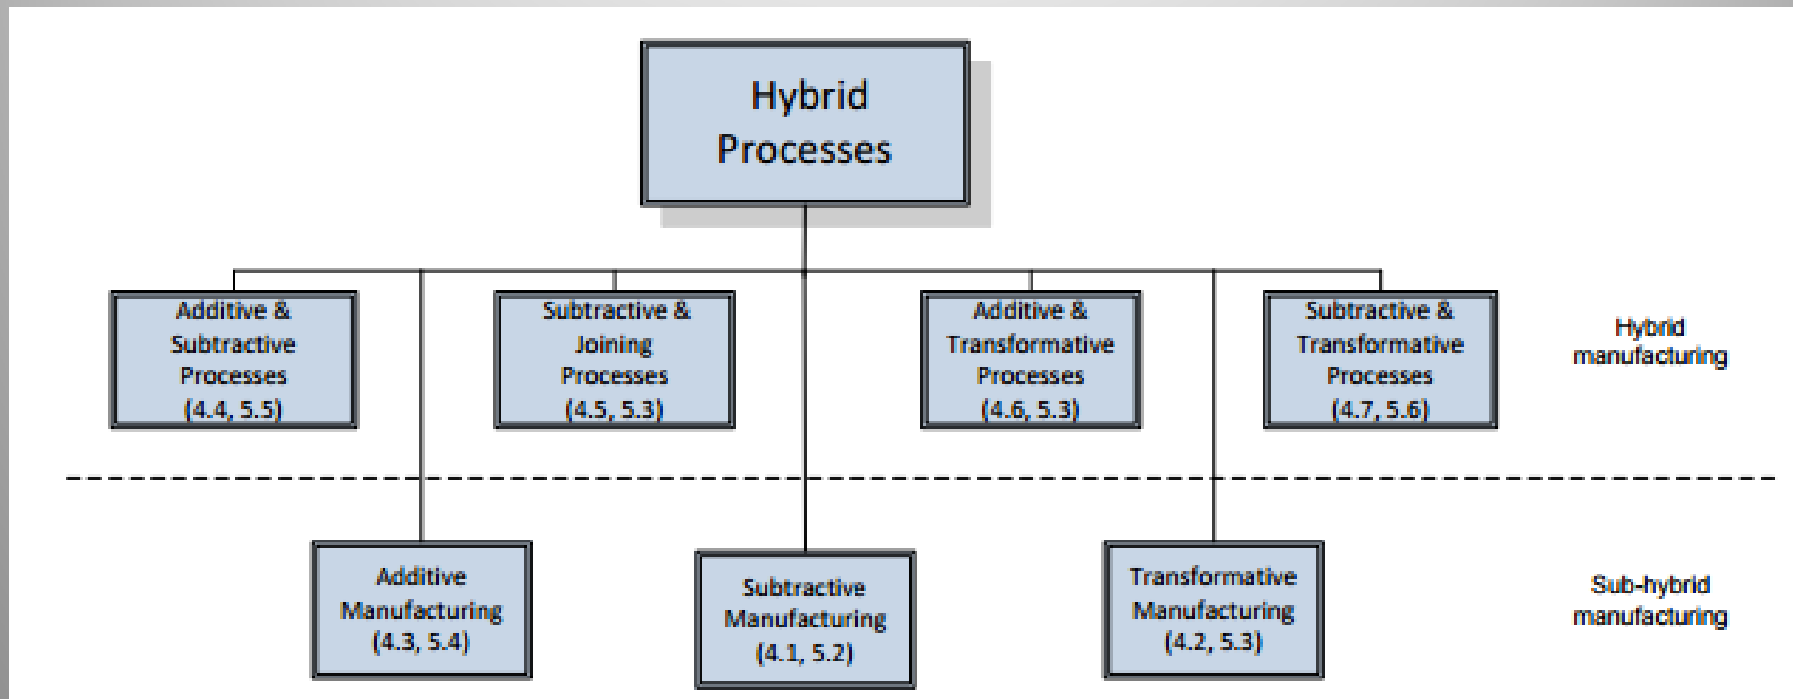 Hybrid
Processes
Additive &
Subtractive
Processes
(4.4, 5.5)
Subtractive &
Joining
Processes
(4.5, 5.3)
Additive &
Transformative
Processes
(4.6, 5.3)
Subtractive &
Transformative
Processes
(4.7, 5.6)
Hybrid
manufacturing
Additive
Manufacturing
(4.3, 5.4)
Subtractive
Manufacturing
(4.1, 5.2)
Transformative
Manufacturing
(4.2, 5.3)
Sub-hybrid
manufacturing